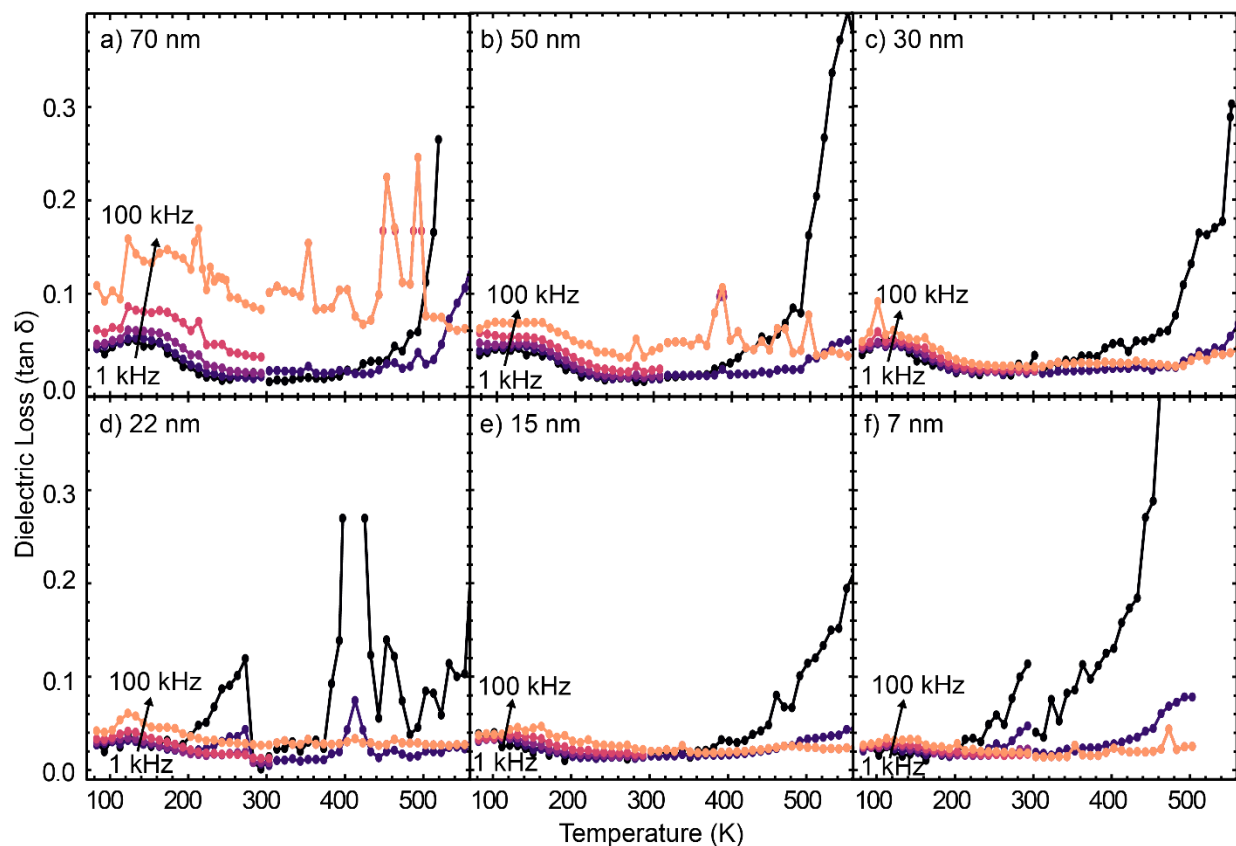 a) 70 nm
b) 50 nm
c) 30 nm
0.3
0.2
0.1
0.0
100 kHz
1 kHz
100 kHz
1 kHz
100 kHz
1 kHz
Dielectric Loss (tan δ)
d) 22 nm
e) 15 nm
f) 7 nm
0.3
0.2
0.1
0.0
100 kHz
1 kHz
100 kHz
1 kHz
100 kHz
1 kHz
100 200 300 400 500
100 200 300 400 500
100 200 300 400 500
Temperature (K)